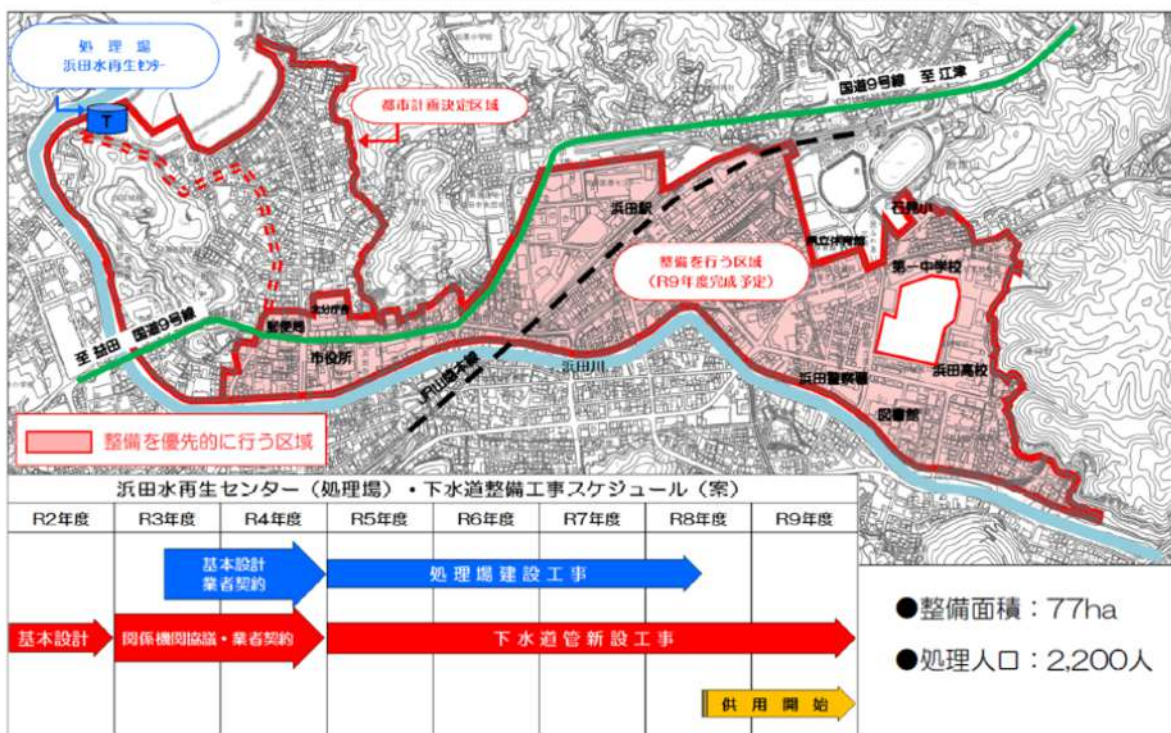 処理場
浜田水再生センター
T
都市計画決定区域
国道9号線 至江津
浜田駅
石見小
県立体育館
第一中学校
整備を行う区域
(R9年度完成予定)
至益田 国道9号線
郵便局
市役所
JR山陰本線
浜田川
浜田警察署
浜田高校
図書館
整備を優先的に行う区域
浜田水再生センター（処理場）・下水道整備工事スケジュール（案）
R2年度 R3年度 R4年度 R5年度 R6年度 R7年度 R8年度 R9年度
基本設計
業者契約
処理場建設工事
基本設計
関係機関協議・業者契約
下水道管新設工事
供用開始
●整備面積：77ha
●処理人口：2,200人